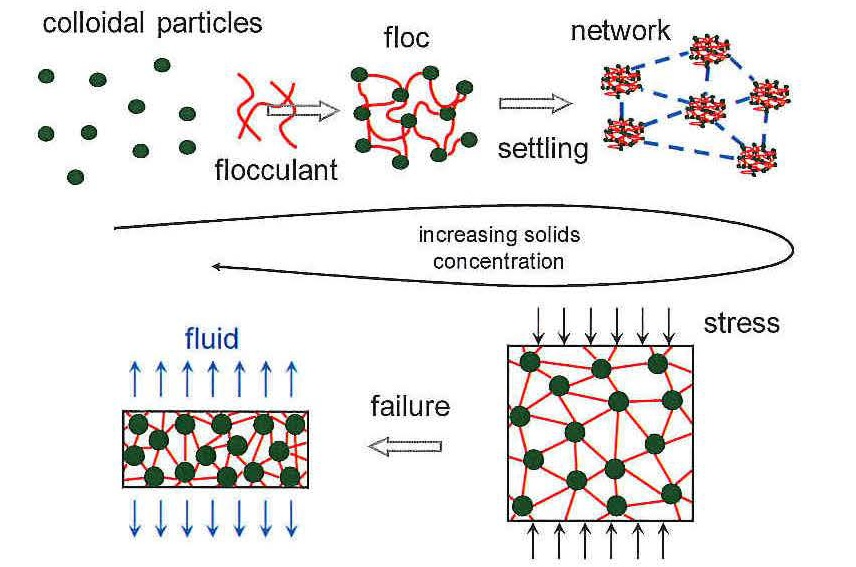 colloidal particles
floc
network
flocculant
settling
increasing solids
concentration
stress
fluid
failure